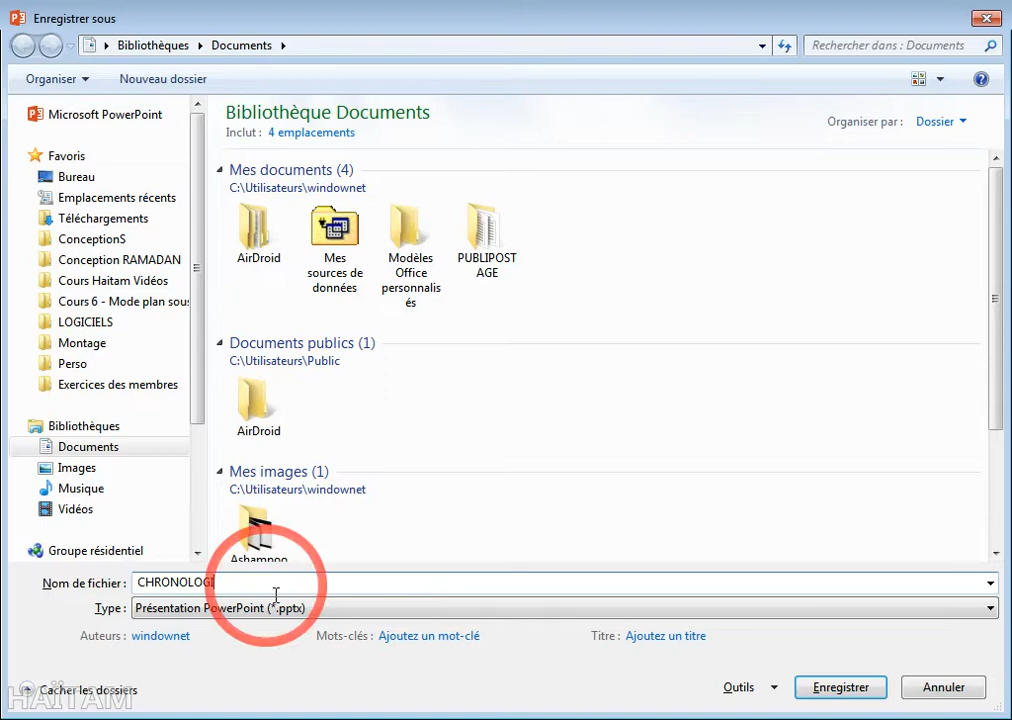 Enregistrer sous
Bibliothèques Documents
Rechercher dans : Documents
Organiser Nouveau dossier
Microsoft PowerPoint
Favoris
Bureau
Emplacements récents
Téléchargements
ConceptionS
Conception RAMADAN
Cours Haitam Vidéos
Cours 6 - Mode plan sous
LOGICIELS
Montage
Perso
Exercices des membres
Bibliothèques
Documents
Images
Musique
Vidéos
Groupe résidentiel
Bibliothèque Documents
Inclut : 4 emplacements
Organiser par : Dossier
Mes documents (4)
C:\Utilisateurs\windownet
AirDroid
Mes
sources de
données
Modèles
Office
personnalis
és
PUBLIPOST
AGE
Documents publics (1)
C:\Utilisateurs\Public
AirDroid
Mes images (1)
C:\Utilisateurs\windownet
Ashampoo
Nom de fichier : CHRONOLOGI
Type : Présentation PowerPoint (*.pptx)
Auteurs : windownet Mots-clés : Ajoutez un mot-clé Titre : Ajoutez un titre
Cacher les dossiers
HAÏTAM
Outils Enregistrer Annuler